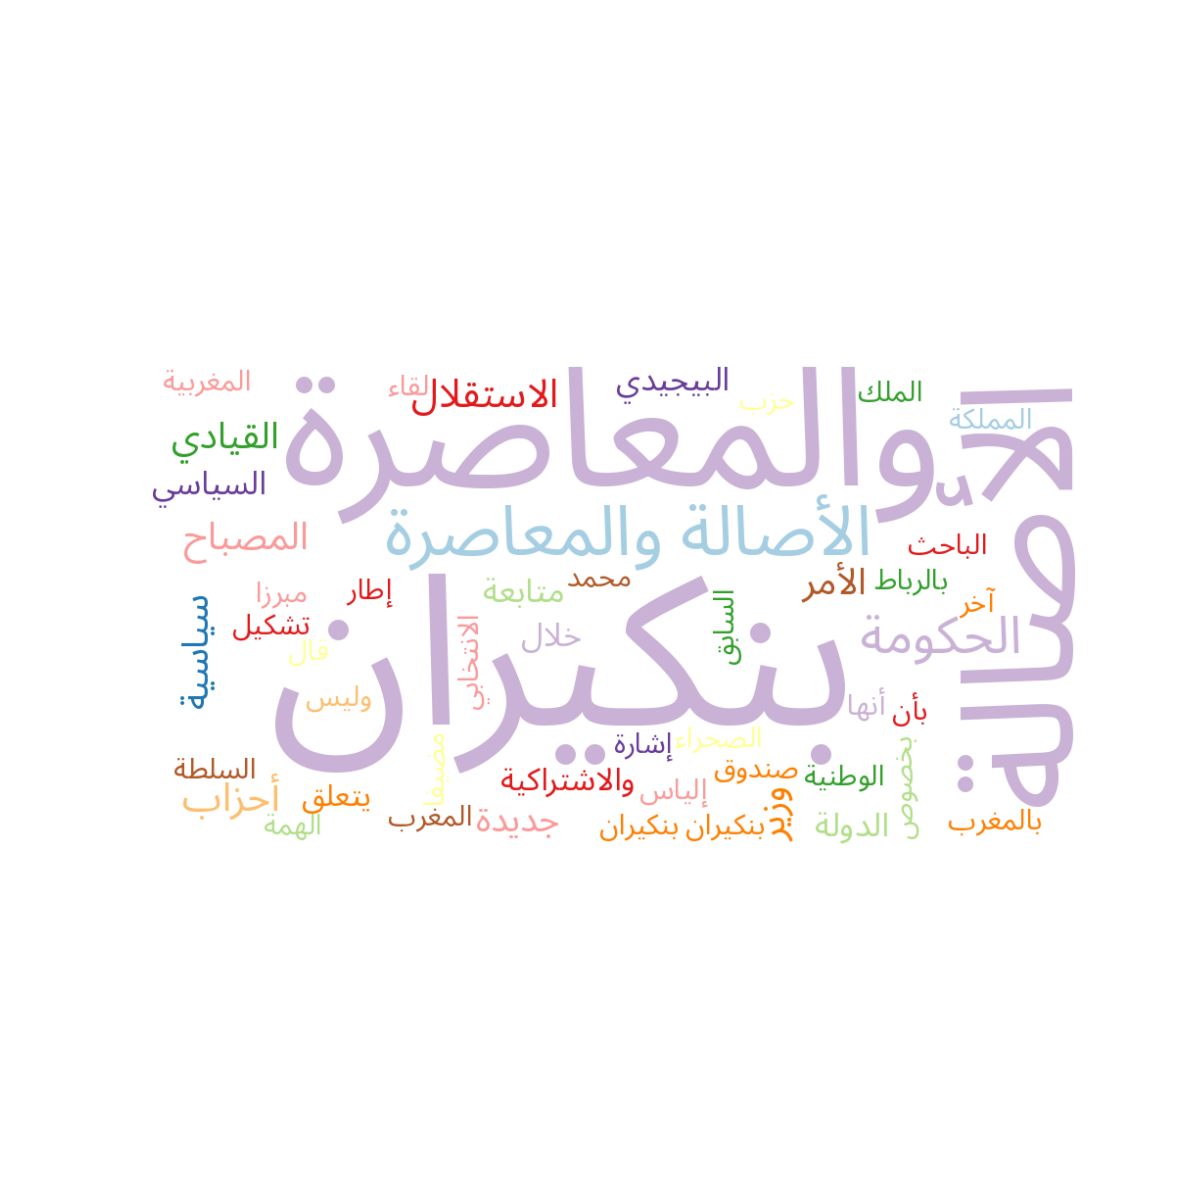 المغربية
لقاء
الاستقلال
البيجيدي
حزب
الملك
المملكة
والمعاصرة
الأصالة
القيادي
السياسي
الأصالة والمعاصرة
المصباح
الباحث
محمد
متابعة
الأمر
بالرباط
آخر
إطار
مبرزا
تشكيل
سياسية
قال
بنكيران
الانتخابي
خلال
السابق
الحكومة
وليس
أنها
بأن
إشارة
الصحراء
بخصوص
مضيفا
السلطة
أحزاب
يتعلق
والاشتراكية
إلياس
صندوق
الوطنية
وزير
الهمة
المغرب
جديدة
بنكيران بنكيران
الدولة
بالمغرب